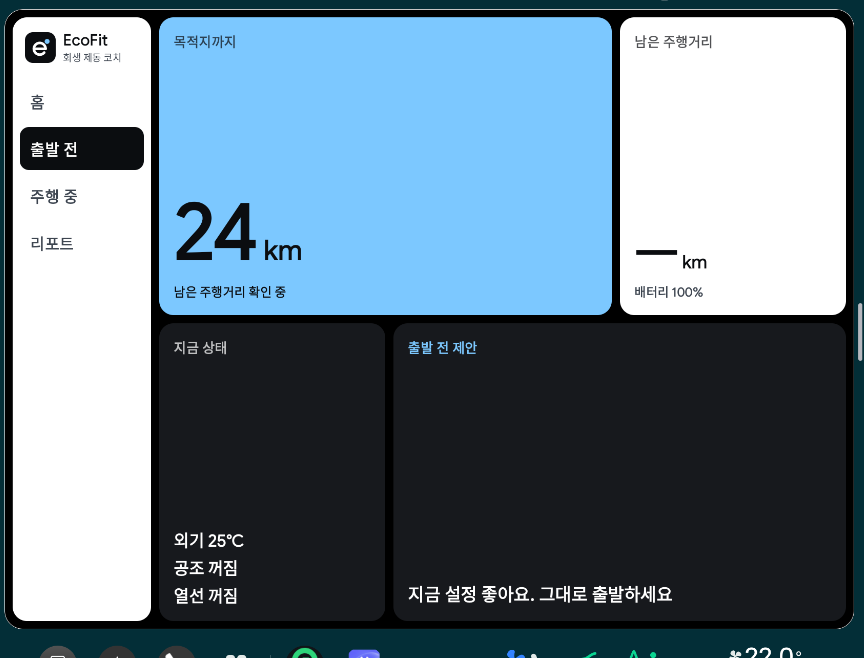 EcoFit
회생 제동 코치
홈
출발 전
주행 중
리포트
목적지까지
24 km
남은 주행거리 확인 중
남은 주행거리
— km
배터리 100%
지금 상태
외기 25°C
공조 꺼짐
열선 꺼짐
출발 전 제안
지금 설정 좋아요. 그대로 출발하세요
22.0°